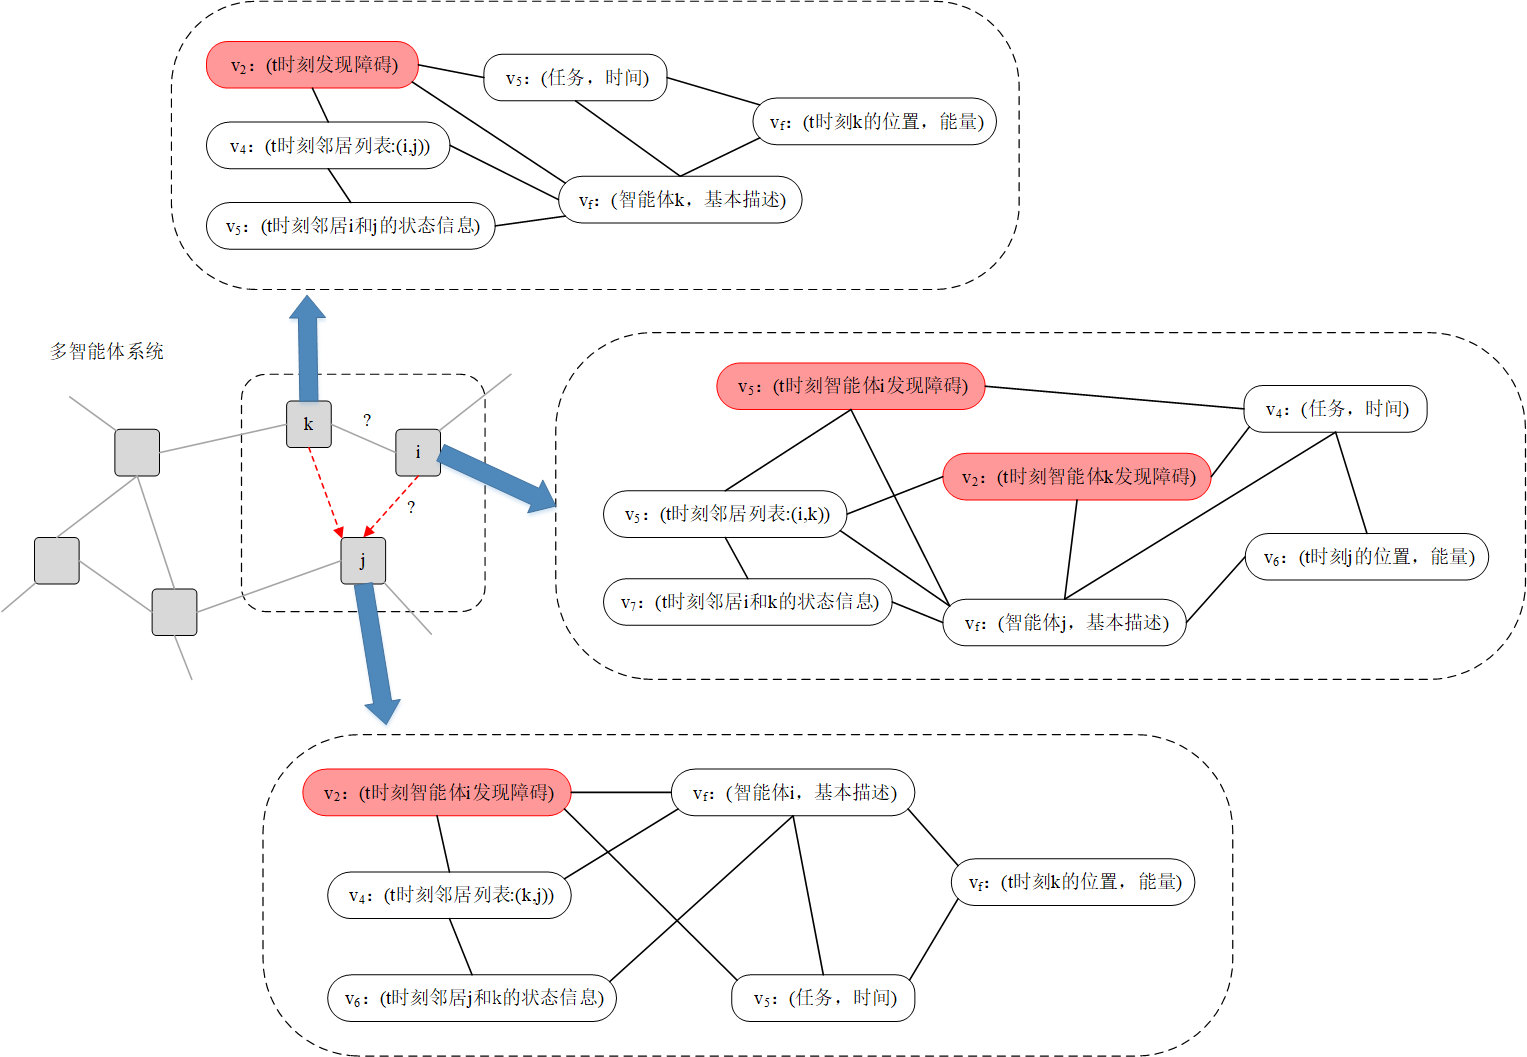 v2：(t时刻发现障碍)
v5：(任务，时间)
vf：(t时刻k的位置，能量)
v4：(t时刻邻居列表:(i,j))
vf：(智能体k，基本描述)
v5：(t时刻邻居i和j的状态信息)
多智能体系统
k
?
i
?
j
v5：(t时刻智能体i发现障碍)
v4：(任务，时间)
v2：(t时刻智能体k发现障碍)
v5：(t时刻邻居列表:(i,k))
v6：(t时刻j的位置，能量)
v7：(t时刻邻居i和k的状态信息)
vf：(智能体j，基本描述)
v2：(t时刻智能体i发现障碍)
vf：(智能体i，基本描述)
v4：(t时刻邻居列表:(k,j))
vf：(t时刻k的位置，能量)
v6：(t时刻邻居j和k的状态信息)
v5：(任务，时间)